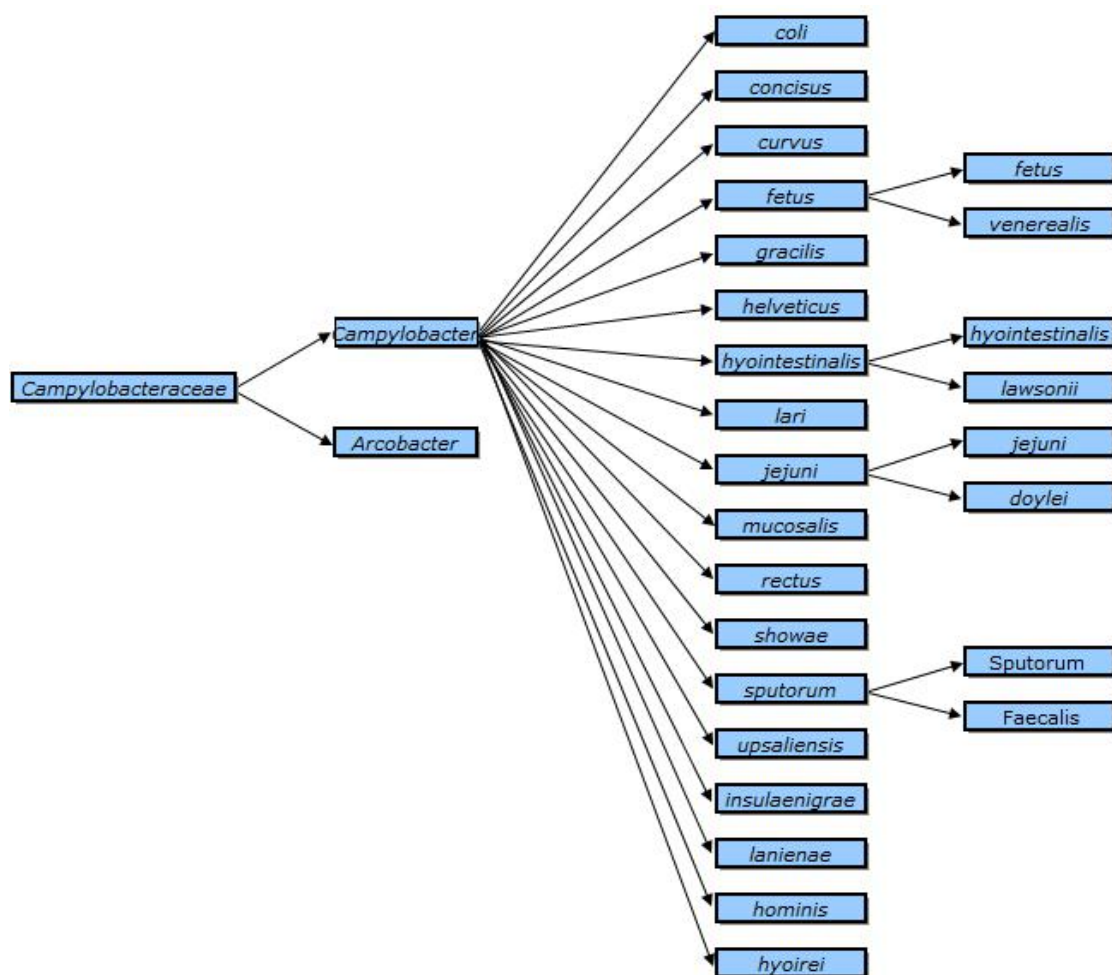 Campylobacteraceae
Campylobacter
Arcobacter
coli
concisus
curvus
fetus
gracilis
helveticus
hyointestinalis
lari
jejuni
mucosalis
rectus
showae
sputorum
upsaliensis
insulaenigrae
lanienae
hominis
hyoirei
fetus
venerealis
hyointestinalis
lawsonii
jejuni
doylei
Sputorum
Faecalis